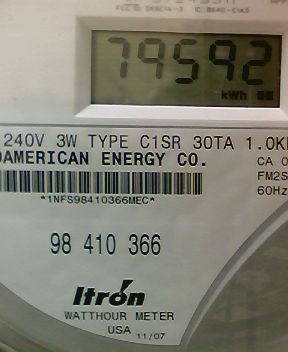 79592
kWh
240V 3W TYPE C1SR 30TA 1.0K
AMERICAN ENERGY CO.
CA 0
FM2S
60Hz
*1NFS98410366MEC*
98 410 366
Itron
WATTHOUR METER
USA 11/07